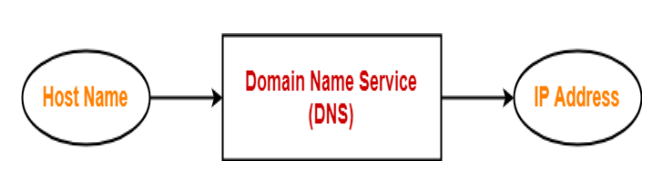 Host Name
Domain Name Service
(DNS)
IP Address